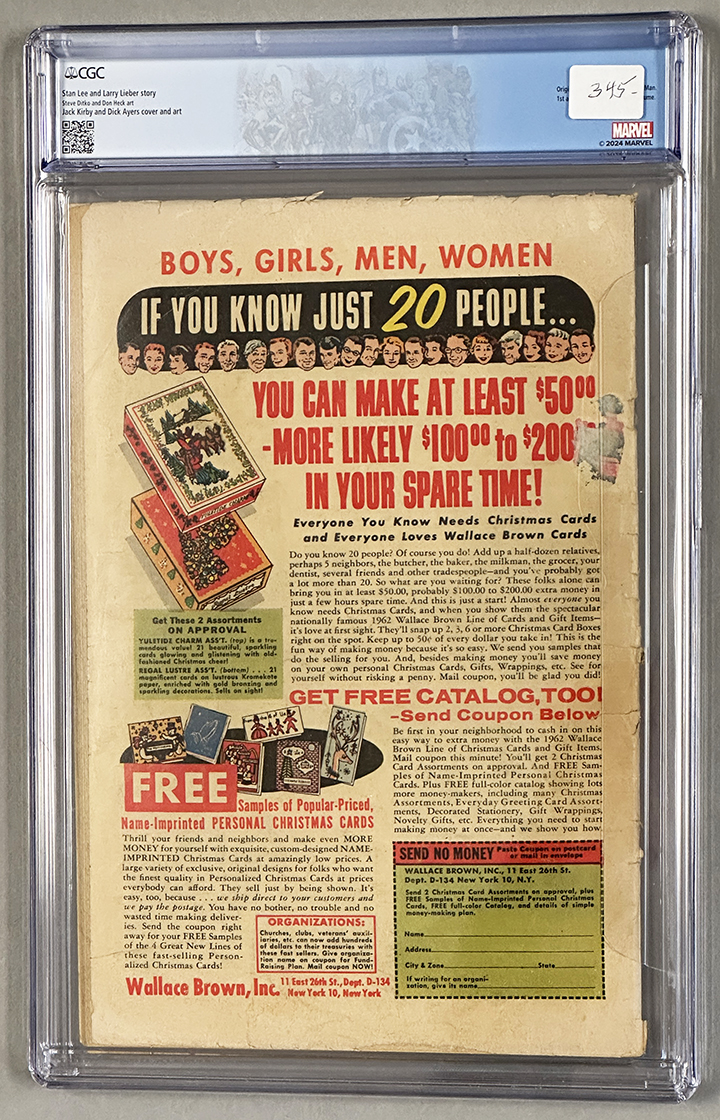 CGC
Stan Lee and Larry Lieber story
Steve Ditko and Don Heck art
Jack Kirby and Dick Ayers cover and art
Man.
1st
345-
MARVEL
© 2024 MARVEL
BOYS, GIRLS, MEN, WOMEN
IF YOU KNOW JUST 20 PEOPLE...
YOU CAN MAKE AT LEAST $50⁰⁰
-MORE LIKELY $100⁰⁰ to $200
IN YOUR SPARE TIME!
Everyone You Know Needs Christmas Cards
and Everyone Loves Wallace Brown Cards
Do you know 20 people? Of course you do! Add up a half-dozen relatives,
perhaps 5 neighbors, the butcher, the baker, the milkman, the grocer, your
dentist, several friends and other tradespeople—and you've probably got
a lot more than 20. So what are you waiting for? These folks alone can
bring you in at least $50.00, probably $100.00 to $200.00 extra money in
just a few hours spare time. And this is just a start! Almost everyone you
know needs Christmas Cards, and when you show them the spectacular
nationally famous 1962 Wallace Brown Line of Cards and Gift Items—
it's love at first sight. They'll snap up 2, 3, 6 or more Christmas Card Boxes
right on the spot. Keep up to 50¢ of every dollar you take in! This is the
fun way of making money because it's so easy. We send you samples that
do the selling for you. And, besides making money you'll save money
on your own personal Christmas Cards, Gifts, Wrappings, etc. See for
yourself without risking a penny. Mail coupon, you'll be glad you did!
Get These 2 Assortments
ON APPROVAL
YULETIDE CHARM ASS'T. (top) is a tre-
mendous value! 21 beautiful, sparkling
cards glowing and glistening with old-
fashioned Christmas cheer!
REGAL LUSTRE ASS'T. (bottom) . . . 21
magnificent cards on lustrous Kromekote
paper, enriched with gold bronzing and
sparkling decorations. Sells on sight!
GET FREE CATALOG,TOO!
-Send Coupon Below
Be first in your neighborhood to cash in on this
easy way to extra money with the 1962 Wallace
Brown Line of Christmas Cards and Gift Items.
Mail coupon this minute! You'll get 2 Christmas
Card Assortments on approval. And FREE Sam-
ples of Name-Imprinted Personal Christmas
Cards. Plus FREE full-color catalog showing lots
more money-makers, including many Christmas
Assortments, Everyday Greeting Card Assort-
ments, Decorated Stationery, Gift Wrappings,
Novelty Gifts, etc. Everything you need to start
making money at once—and we show you how
FREE Samples of Popular-Priced,
Name-Imprinted PERSONAL CHRISTMAS CARDS
Thrill your friends and neighbors and make even MORE
MONEY for yourself with exquisite, custom-designed NAME-
IMPRINTED Christmas Cards at amazingly low prices. A
large variety of exclusive, original designs for folks who want
the finest quality in Personalized Christmas Cards at prices
everybody can afford. They sell just by being shown. It's
easy, too, because . . . we ship direct to your customers and
we pay the postage. You have no bother, no trouble and no
wasted time making deliver-
ies. Send the coupon right
away for your FREE Samples
of the 4 Great New Lines of
these fast-selling Person-
alized Christmas Cards!
ORGANIZATIONS:
Churches, clubs, veterans' auxil-
iaries, etc. can now add hundreds
of dollars to their treasuries with
these fast sellers. Give organiza-
tion name on coupon for Fund-
Raising Plan. Mail coupon NOW!
Wallace Brown, Inc. 11 East 26th St., Dept. D-134
New York 10, New York
SEND NO MONEY Paste Coupon on postcard
or mail in envelope
WALLACE BROWN, INC., 11 East 26th St.
Dept. D-134 New York 10, N.Y.
Send 2 Christmas Card Assortments on approval, plus
FREE Samples of Name-Imprinted Personal Christmas
Cards, FREE full-color Catalog, and details of simple
money-making plan.
Name
Address
City & Zone State
If writing for an organi-
zation, give its name